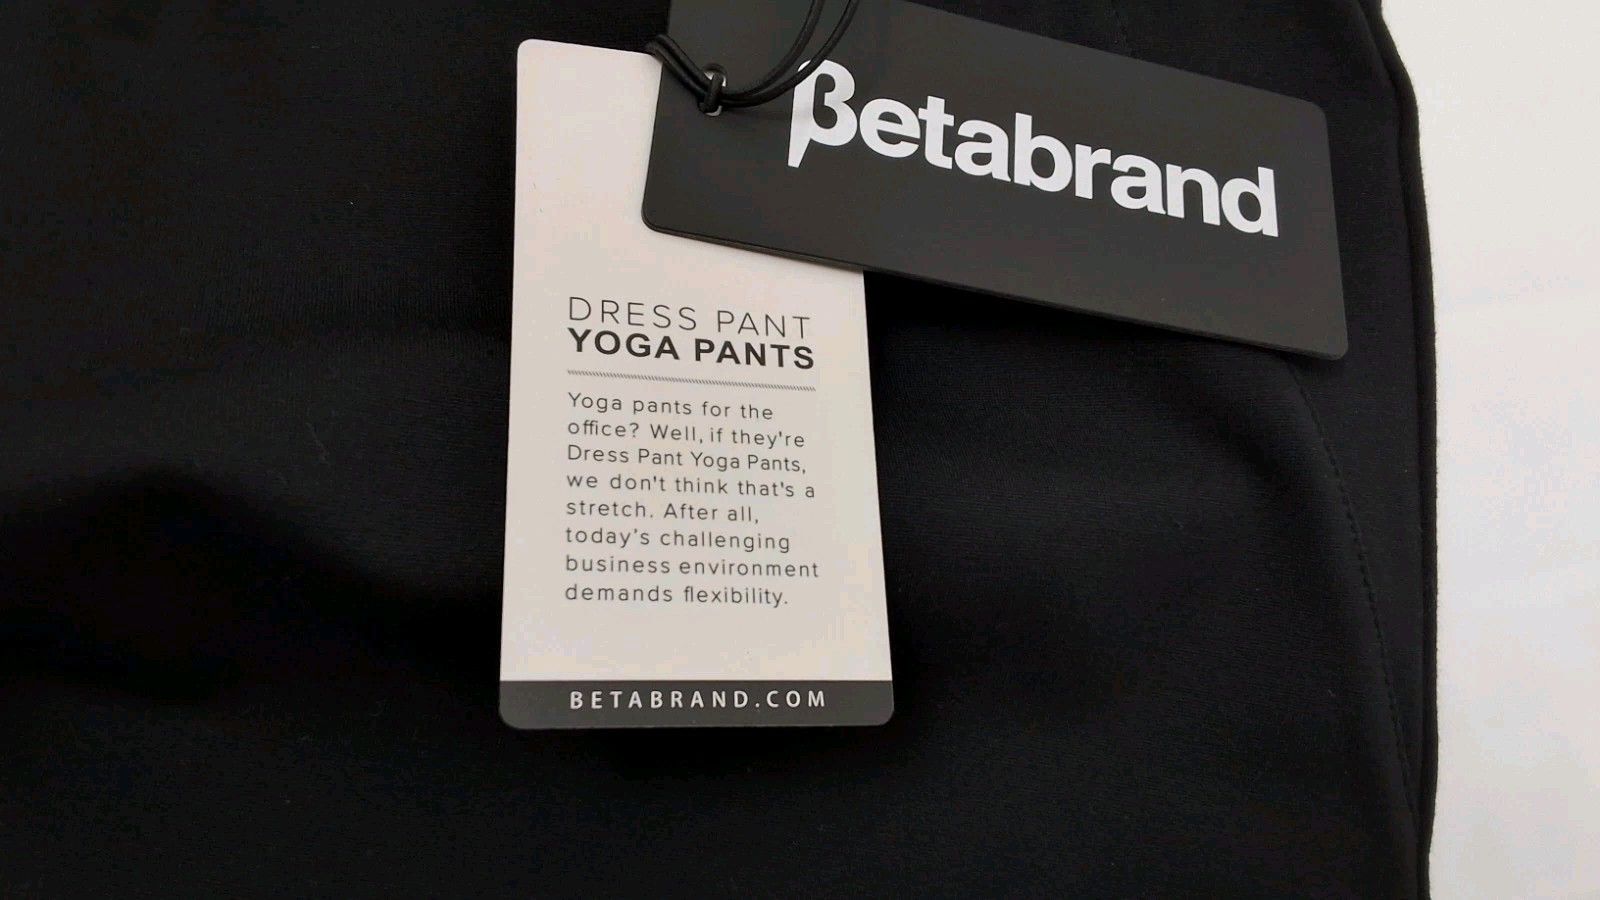 βetabrand
DRESS PANT
YOGA PANTS
Yoga pants for the
office? Well, if they're
Dress Pant Yoga Pants,
we don't think that's a
stretch. After all,
today's challenging
business environment
demands flexibility.
BETABRAND.COM